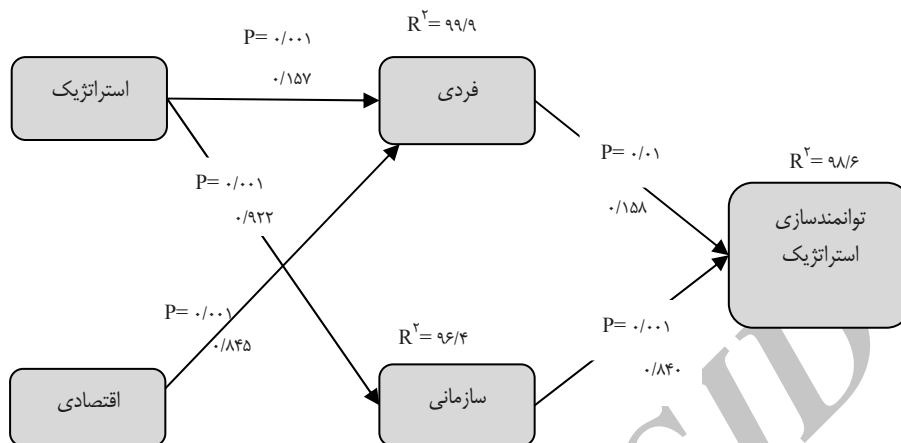 R۲= ۹۹/۹
P= ۰/۰۰۱
۰/۱۵۷
استراتژیک
فردی
P= ۰/۰۱
R۲= ۹۸/۶
P= ۰/۰۰۱
۰/۹۲۲
۰/۱۵۸
توانمندسازی
استراتژیک
P= ۰/۰۰۱
۰/۸۴۵
R۲= ۹۶/۴
P= ۰/۰۰۱
۰/۸۴۰
اقتصادی
سازمانی
SID